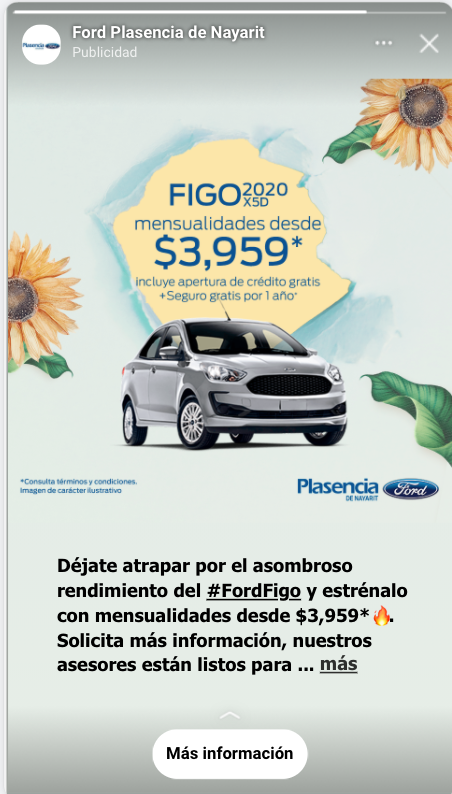 Ford Plasencia de Nayarit
Publicidad
FIGO 2020
X5D
mensualidades desde
$3,959*
incluye apertura de crédito gratis
+Seguro gratis por 1 año*
*Consulta términos y condiciones.
Imagen de carácter ilustrativo
Plasencia Ford
DE NAYARIT
Déjate atrapar por el asombroso
rendimiento del #FordFigo y estrénalo
con mensualidades desde $3,959*🔥.
Solicita más información, nuestros
asesores están listos para ... más
Más información